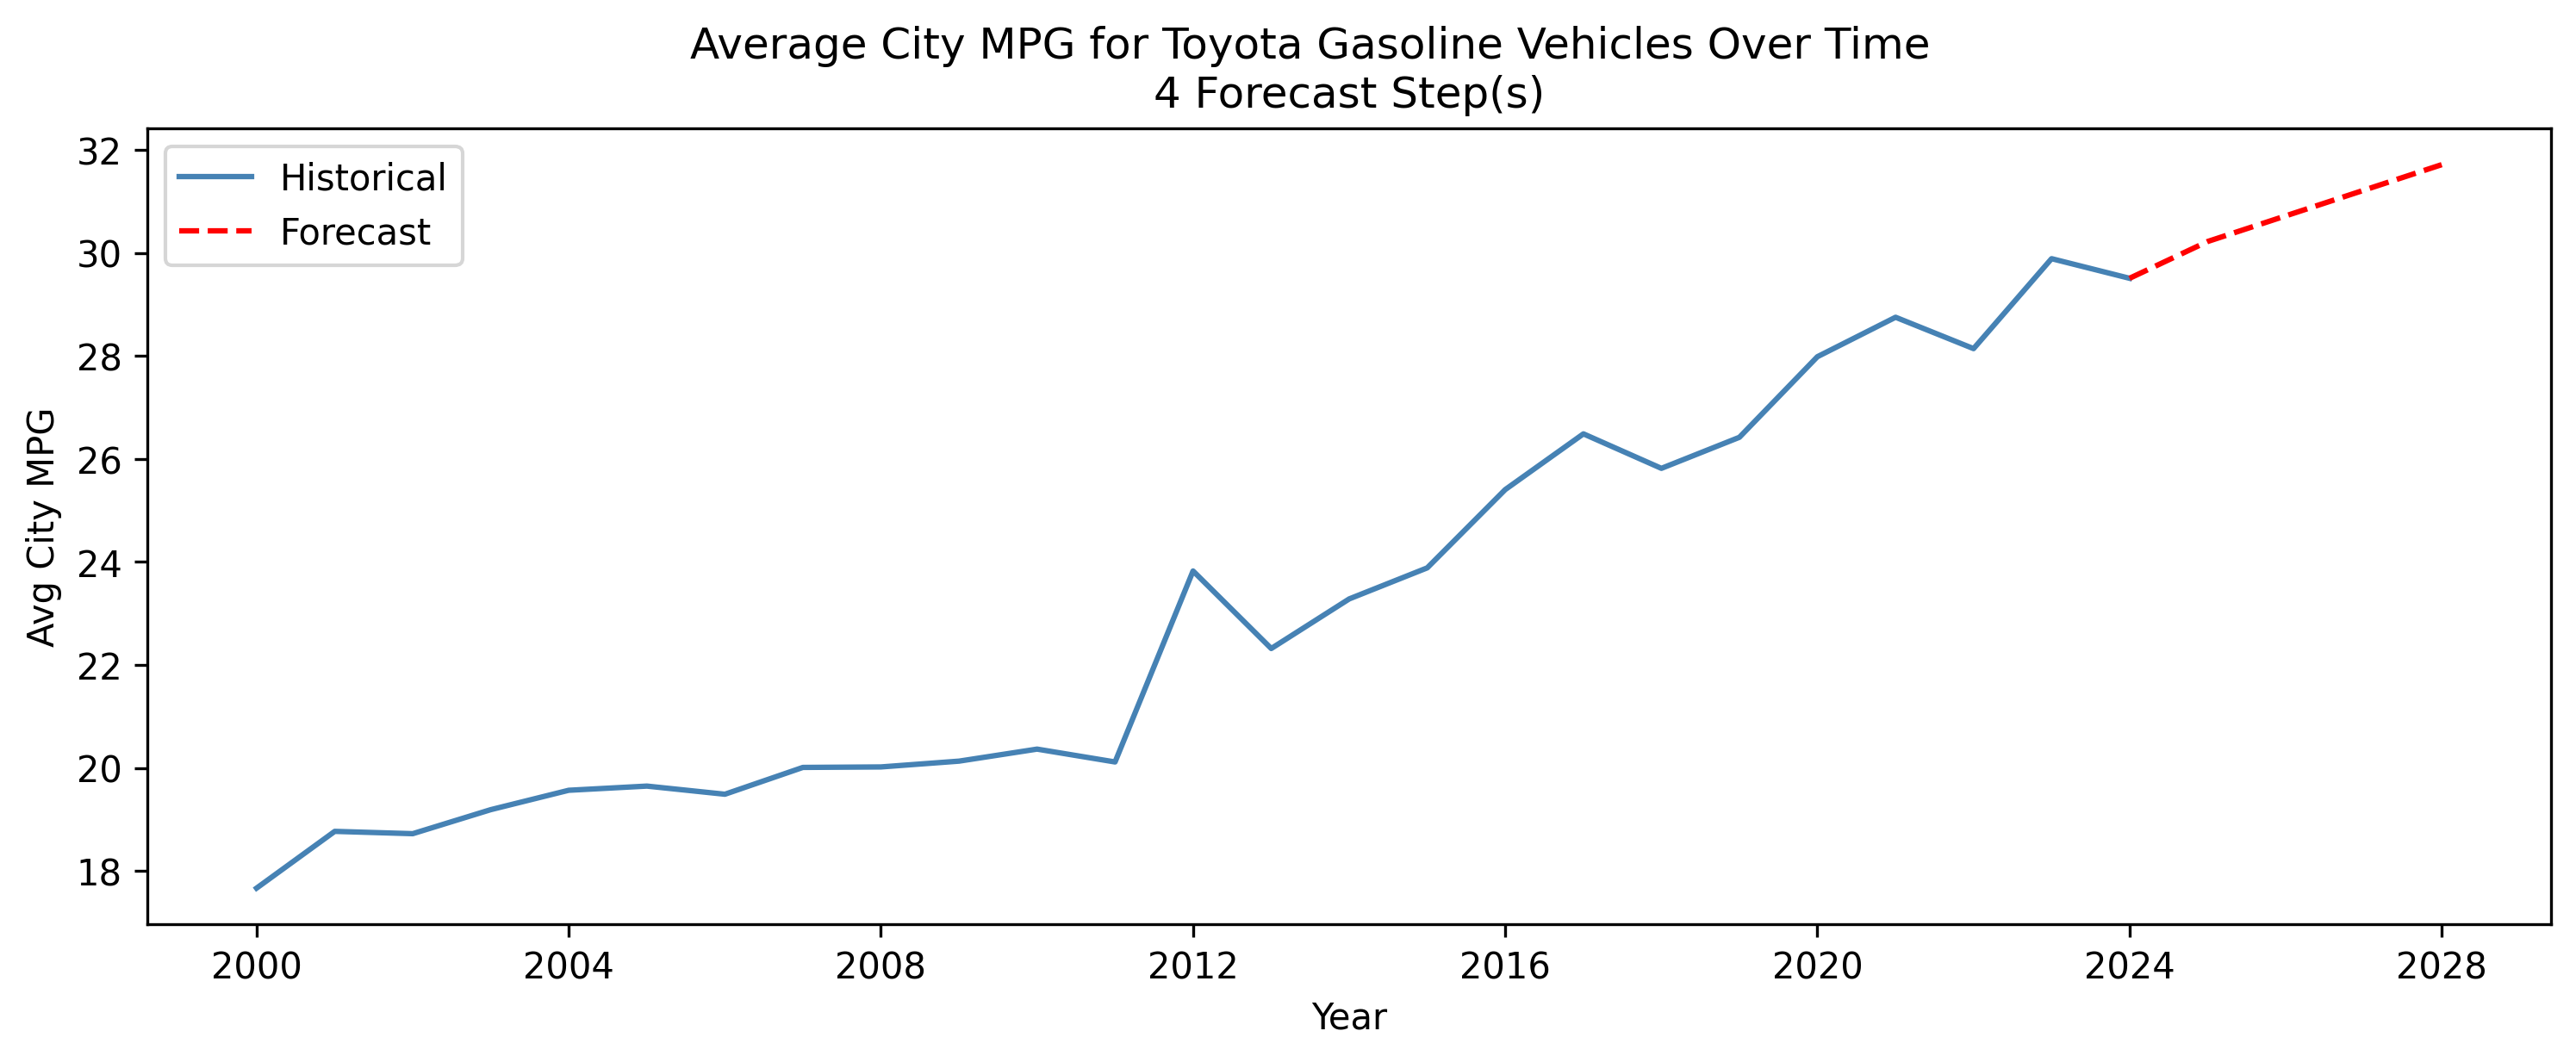 Average City MPG for Toyota Gasoline Vehicles Over Time
4 Forecast Step(s)
Historical
Forecast
32
30
28
26
24
22
20
18
Avg City MPG
2000
2004
2008
2012
2016
2020
2024
2028
Year